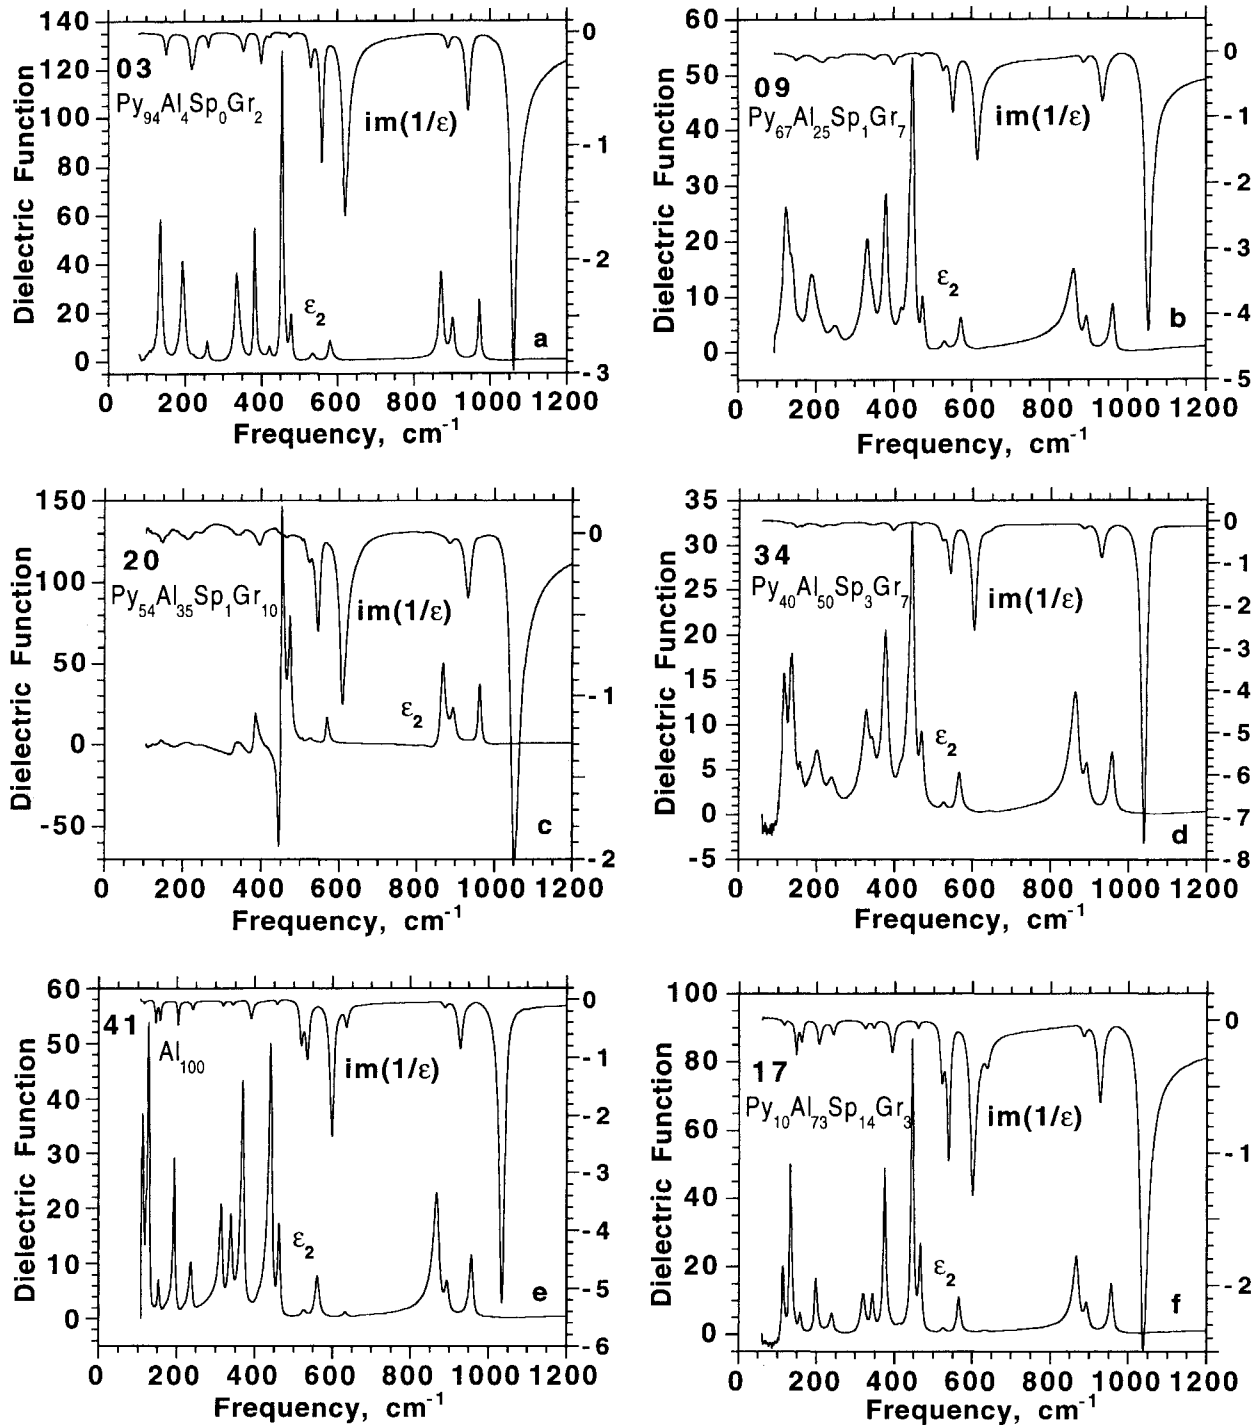 140
120
100
80
60
40
20
0
Dielectric Function
03
Py94Al4Sp0Gr2
im(1/ε)
ε2
a
0
-1
-2
-3
0 200 400 600 800 1000 1200
Frequency, cm-1
60
50
40
30
20
10
0
Dielectric Function
09
Py67Al25Sp1Gr7
im(1/ε)
ε2
b
0
-1
-2
-3
-4
-5
0 200 400 600 800 1000 1200
Frequency, cm-1
150
100
50
0
-50
Dielectric Function
20
Py54Al35Sp1Gr10
im(1/ε)
ε2
c
0
-1
-2
0 200 400 600 800 1000 1200
Frequency, cm-1
35
30
25
20
15
10
5
0
-5
Dielectric Function
34
Py40Al50Sp3Gr7
im(1/ε)
ε2
d
0
-1
-2
-3
-4
-5
-6
-7
-8
0 200 400 600 800 1000 1200
Frequency, cm-1
60
50
40
30
20
10
0
Dielectric Function
41
Al100
im(1/ε)
ε2
e
0
-1
-2
-3
-4
-5
-6
0 200 400 600 800 1000 1200
Frequency, cm-1
100
80
60
40
20
0
Dielectric Function
17
Py10Al73Sp14Gr3
im(1/ε)
ε2
f
0
-1
-2
0 200 400 600 800 1000 1200
Frequency, cm-1